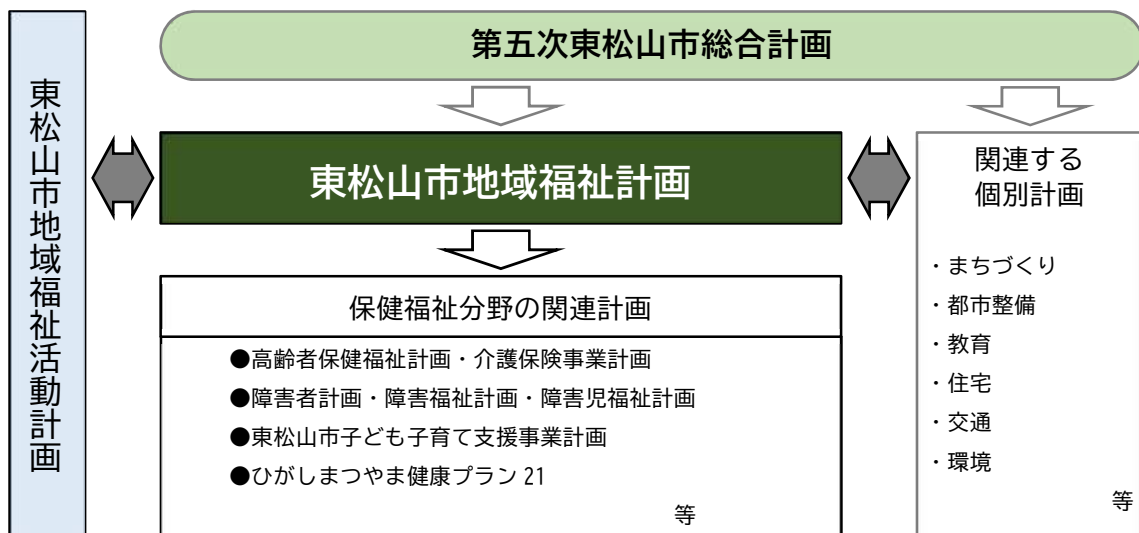 第五次東松山市総合計画
東松山市地域福祉活動計画
東松山市地域福祉計画
保健福祉分野の関連計画
●高齢者保健福祉計画・介護保険事業計画
●障害者計画・障害福祉計画・障害児福祉計画
●東松山市子ども子育て支援事業計画
●ひがしまつやま健康プラン 21
等
関連する
個別計画
・まちづくり
・都市整備
・教育
・住宅
・交通
・環境
等